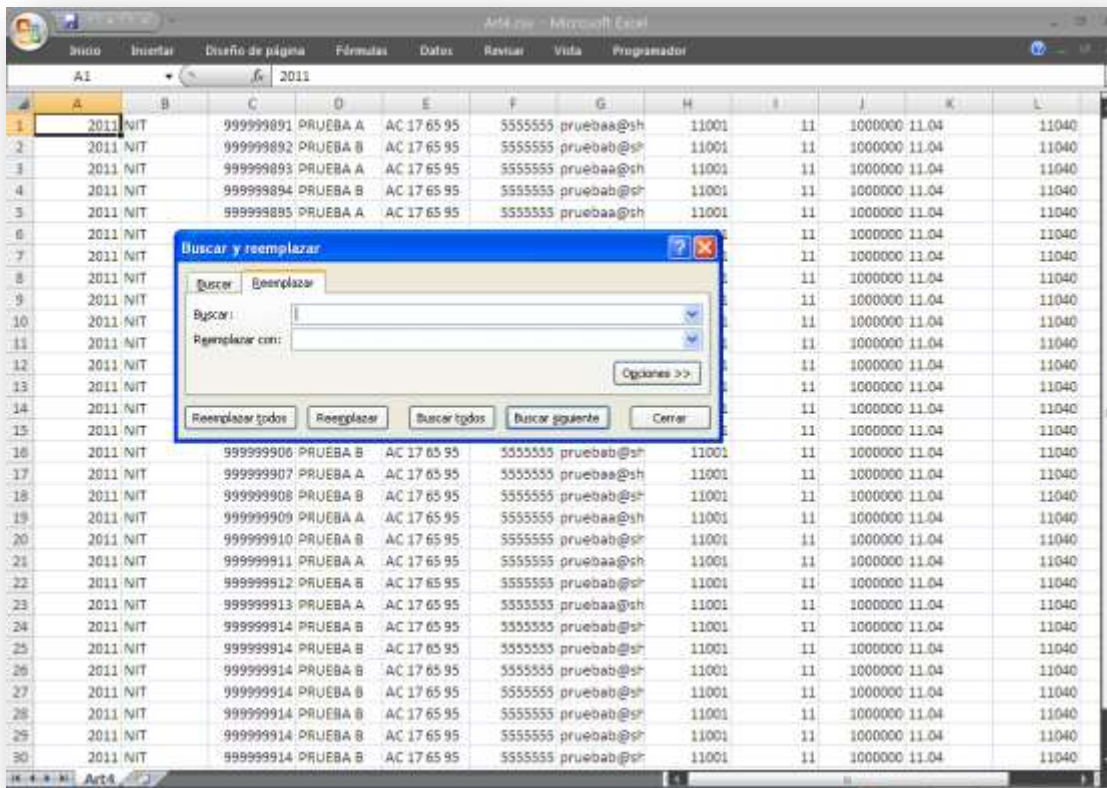 Art4.csv - Microsoft Excel
Inicio Insertar Diseño de página Fórmulas Datos Revisar Vista Programador
A1 fx 2011
A B C D E F G H I J K L
1 2011 NIT 999999891 PRUEBA A AC 17 65 95 5555555 pruebaa@sh 11001 11 1000000 11.04 11040
2 2011 NIT 999999892 PRUEBA B AC 17 65 95 5555555 pruebab@sh 11001 11 1000000 11.04 11040
3 2011 NIT 999999893 PRUEBA A AC 17 65 95 5555555 pruebaa@sh 11001 11 1000000 11.04 11040
4 2011 NIT 999999894 PRUEBA B AC 17 65 95 5555555 pruebab@sh 11001 11 1000000 11.04 11040
5 2011 NIT 999999895 PRUEBA A AC 17 65 95 5555555 pruebaa@sh 11001 11 1000000 11.04 11040
6 2011 NIT 11 1000000 11.04 11040
7 2011 NIT 11 1000000 11.04 11040
8 2011 NIT 11 1000000 11.04 11040
9 2011 NIT 11 1000000 11.04 11040
10 2011 NIT 11 1000000 11.04 11040
11 2011 NIT 11 1000000 11.04 11040
12 2011 NIT 11 1000000 11.04 11040
13 2011 NIT 11 1000000 11.04 11040
14 2011 NIT 11 1000000 11.04 11040
15 2011 NIT 11 1000000 11.04 11040
Buscar y reemplazar
Buscar Reemplazar
Buscar:
Reemplazar con:
Opciones >>
Reemplazar todos Reemplazar Buscar todos Buscar siguiente Cerrar
16 2011 NIT 999999906 PRUEBA B AC 17 65 95 5555555 pruebab@sh 11001 11 1000000 11.04 11040
17 2011 NIT 999999907 PRUEBA A AC 17 65 95 5555555 pruebaa@sh 11001 11 1000000 11.04 11040
18 2011 NIT 999999908 PRUEBA B AC 17 65 95 5555555 pruebab@sh 11001 11 1000000 11.04 11040
19 2011 NIT 999999909 PRUEBA A AC 17 65 95 5555555 pruebaa@sh 11001 11 1000000 11.04 11040
20 2011 NIT 999999910 PRUEBA B AC 17 65 95 5555555 pruebab@sh 11001 11 1000000 11.04 11040
21 2011 NIT 999999911 PRUEBA A AC 17 65 95 5555555 pruebaa@sh 11001 11 1000000 11.04 11040
22 2011 NIT 999999912 PRUEBA B AC 17 65 95 5555555 pruebab@sh 11001 11 1000000 11.04 11040
23 2011 NIT 999999913 PRUEBA A AC 17 65 95 5555555 pruebaa@sh 11001 11 1000000 11.04 11040
24 2011 NIT 999999914 PRUEBA B AC 17 65 95 5555555 pruebab@sh 11001 11 1000000 11.04 11040
25 2011 NIT 999999914 PRUEBA B AC 17 65 95 5555555 pruebab@sh 11001 11 1000000 11.04 11040
26 2011 NIT 999999914 PRUEBA B AC 17 65 95 5555555 pruebab@sh 11001 11 1000000 11.04 11040
27 2011 NIT 999999914 PRUEBA B AC 17 65 95 5555555 pruebab@sh 11001 11 1000000 11.04 11040
28 2011 NIT 999999914 PRUEBA B AC 17 65 95 5555555 pruebab@sh 11001 11 1000000 11.04 11040
29 2011 NIT 999999914 PRUEBA B AC 17 65 95 5555555 pruebab@sh 11001 11 1000000 11.04 11040
30 2011 NIT 999999914 PRUEBA B AC 17 65 95 5555555 pruebab@sh 11001 11 1000000 11.04 11040
Art4